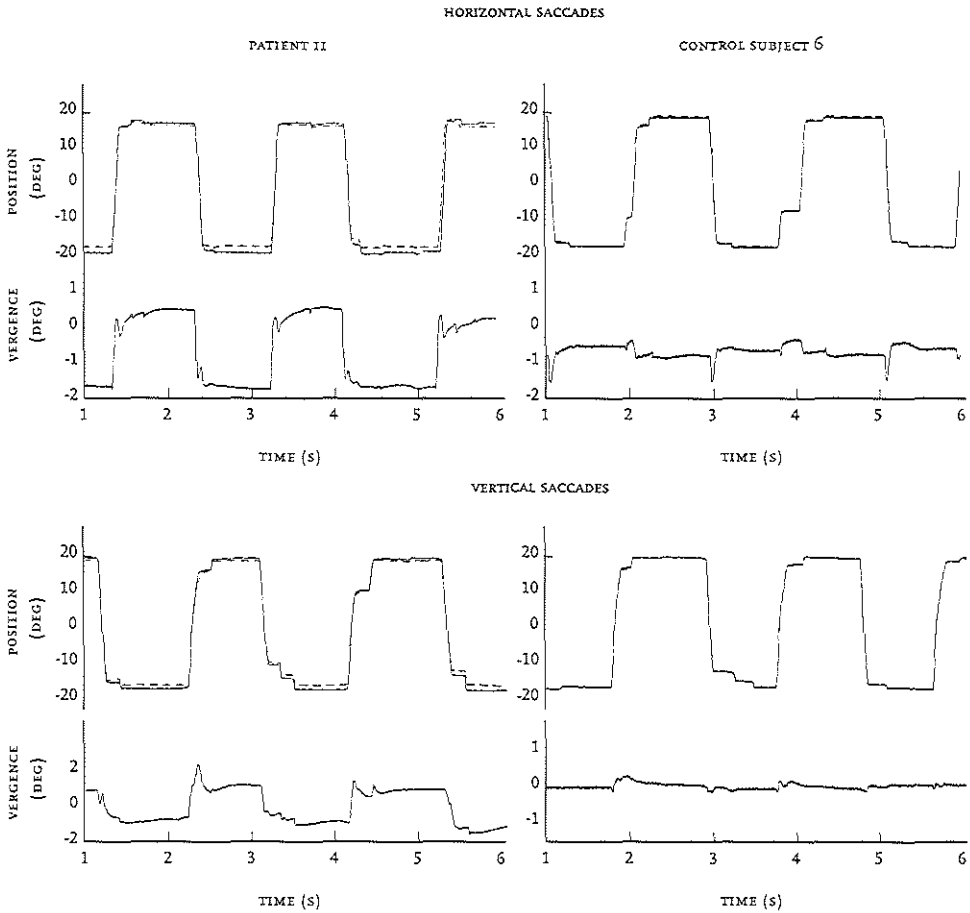 HORIZONTAL SACCADES
PATIENT 11
CONTROL SUBJECT 6
POSITION
(DEG)
20
10
0
-10
-20
VERGENCE
(DEG)
1
0
-1
-2
1 2 3 4 5 6
TIME (S)
20
10
0
-10
-20
1
0
-1
-2
1 2 3 4 5 6
TIME (S)
VERTICAL SACCADES
POSITION
(DEG)
20
10
0
-10
-20
VERGENCE
(DEG)
2
0
-2
1 2 3 4 5 6
TIME (S)
20
10
0
-10
-20
1
0
-1
1 2 3 4 5 6
TIME (S)